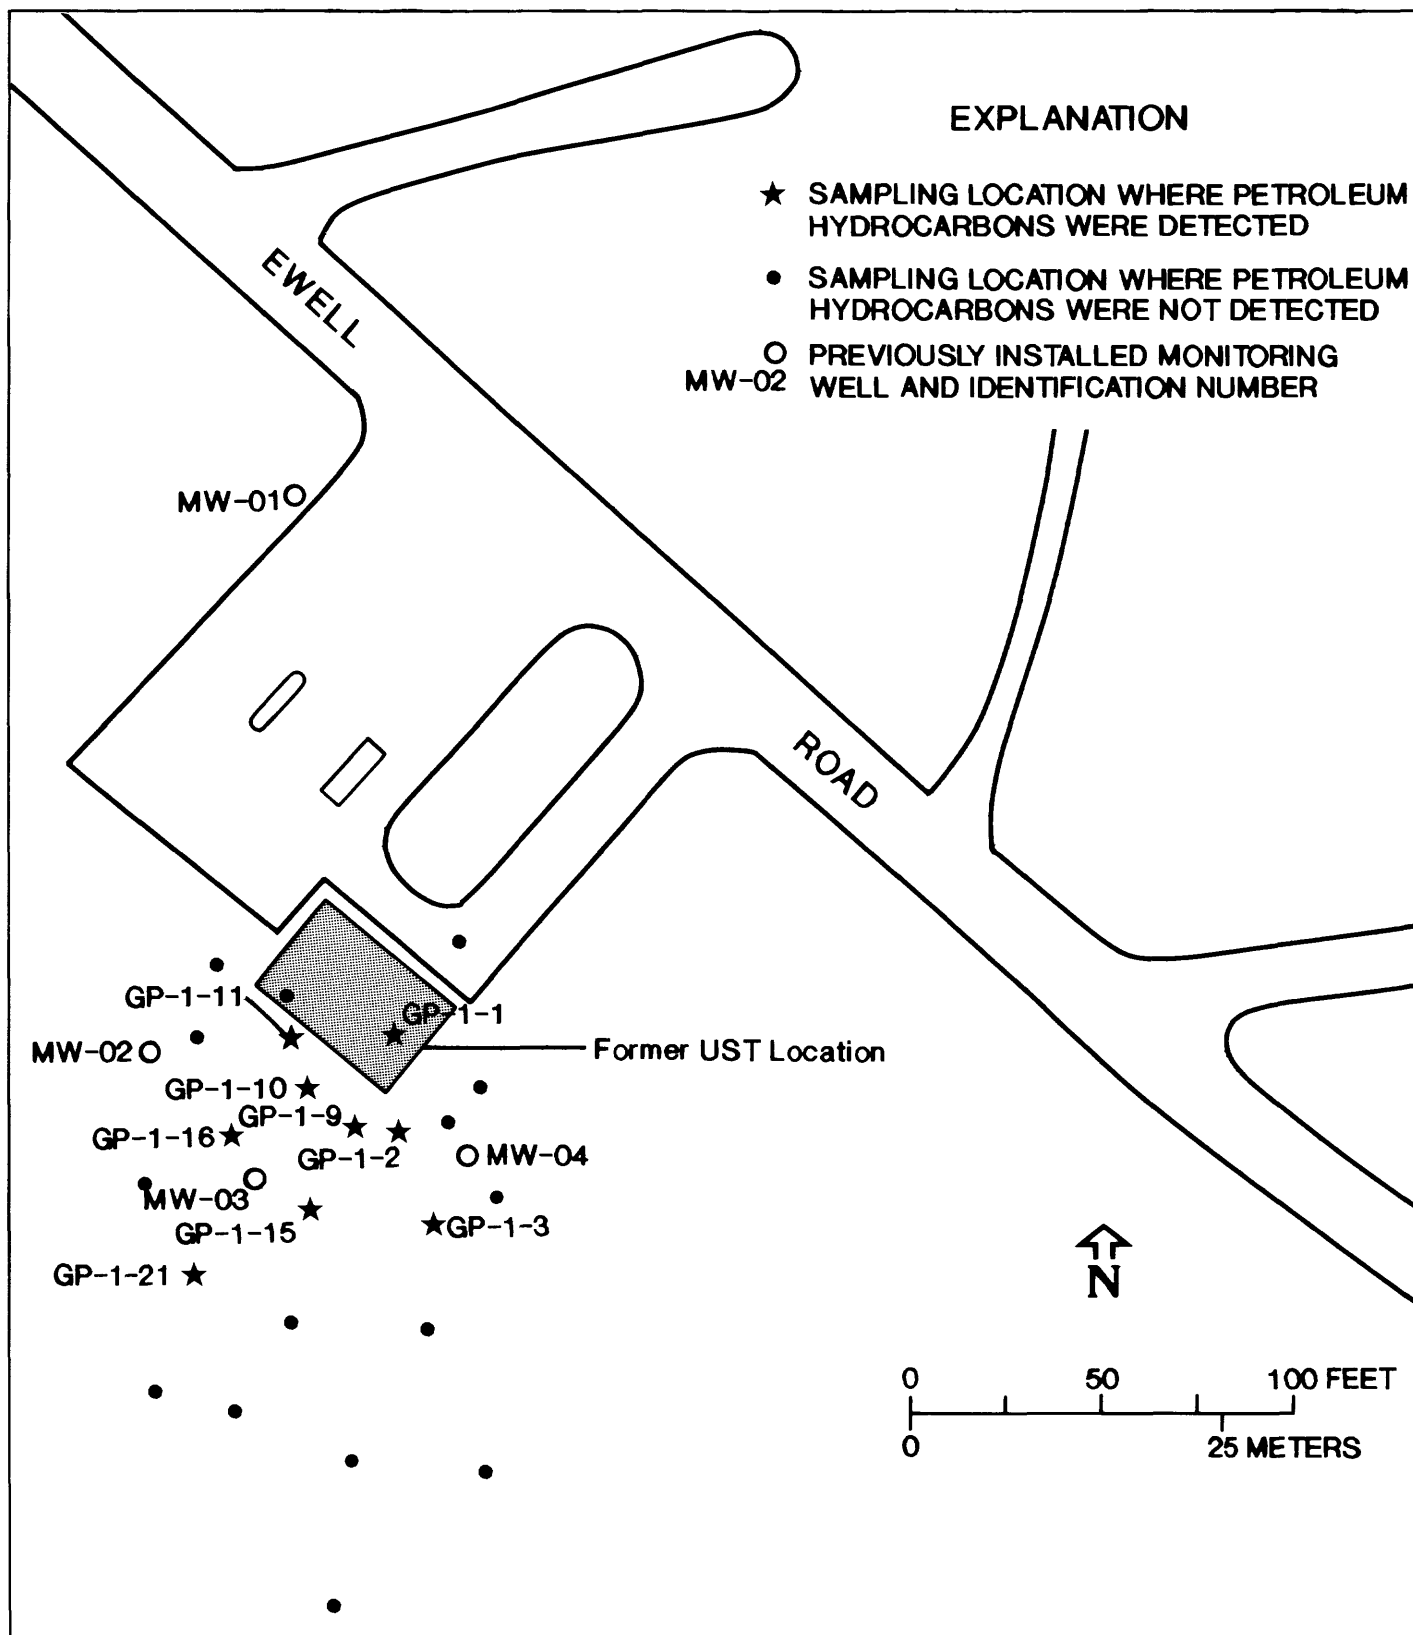 EXPLANATION
★ SAMPLING LOCATION WHERE PETROLEUM
HYDROCARBONS WERE DETECTED
● SAMPLING LOCATION WHERE PETROLEUM
HYDROCARBONS WERE NOT DETECTED
○ PREVIOUSLY INSTALLED MONITORING
MW-02 WELL AND IDENTIFICATION NUMBER
EWELL
ROAD
MW-01
GP-1-11
GP-1-1
MW-02
Former UST Location
GP-1-10
GP-1-9
GP-1-16
GP-1-2
MW-04
MW-03
GP-1-15
GP-1-3
GP-1-21
N
0 50 100 FEET
0 25 METERS